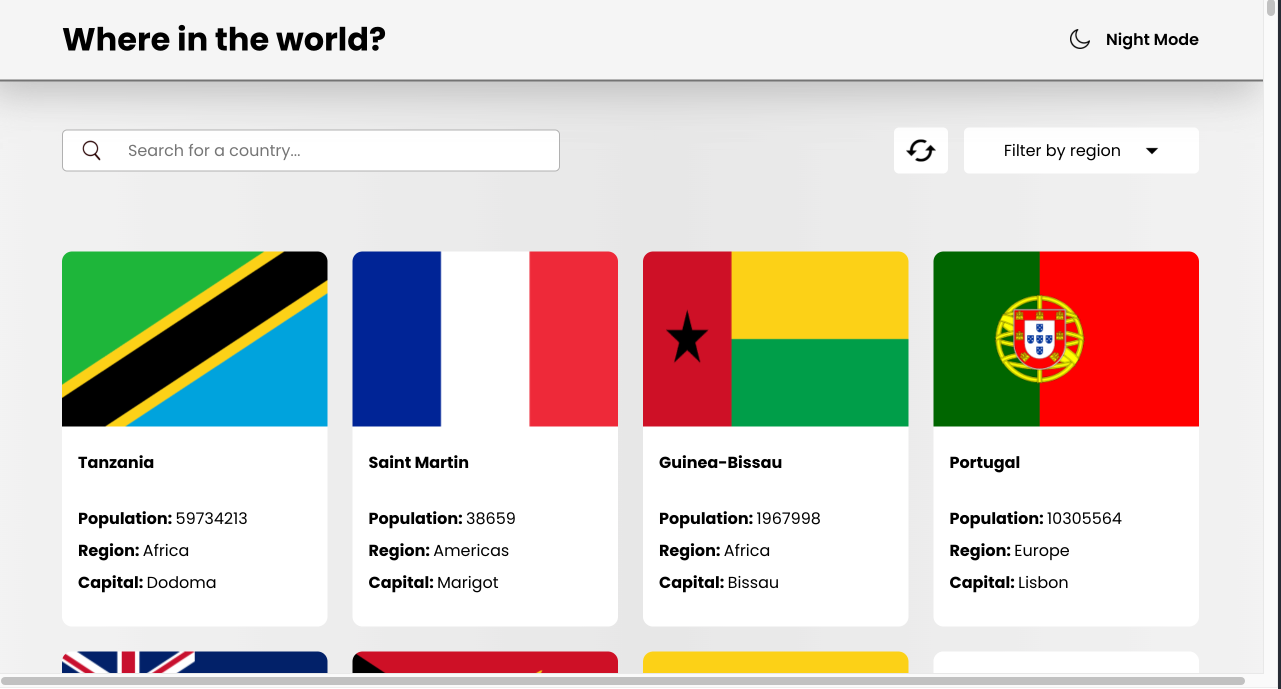 Where in the world?
Night Mode
Search for a country...
Filter by region
Tanzania
Population: 59734213
Region: Africa
Capital: Dodoma
Saint Martin
Population: 38659
Region: Americas
Capital: Marigot
Guinea-Bissau
Population: 1967998
Region: Africa
Capital: Bissau
Portugal
Population: 10305564
Region: Europe
Capital: Lisbon